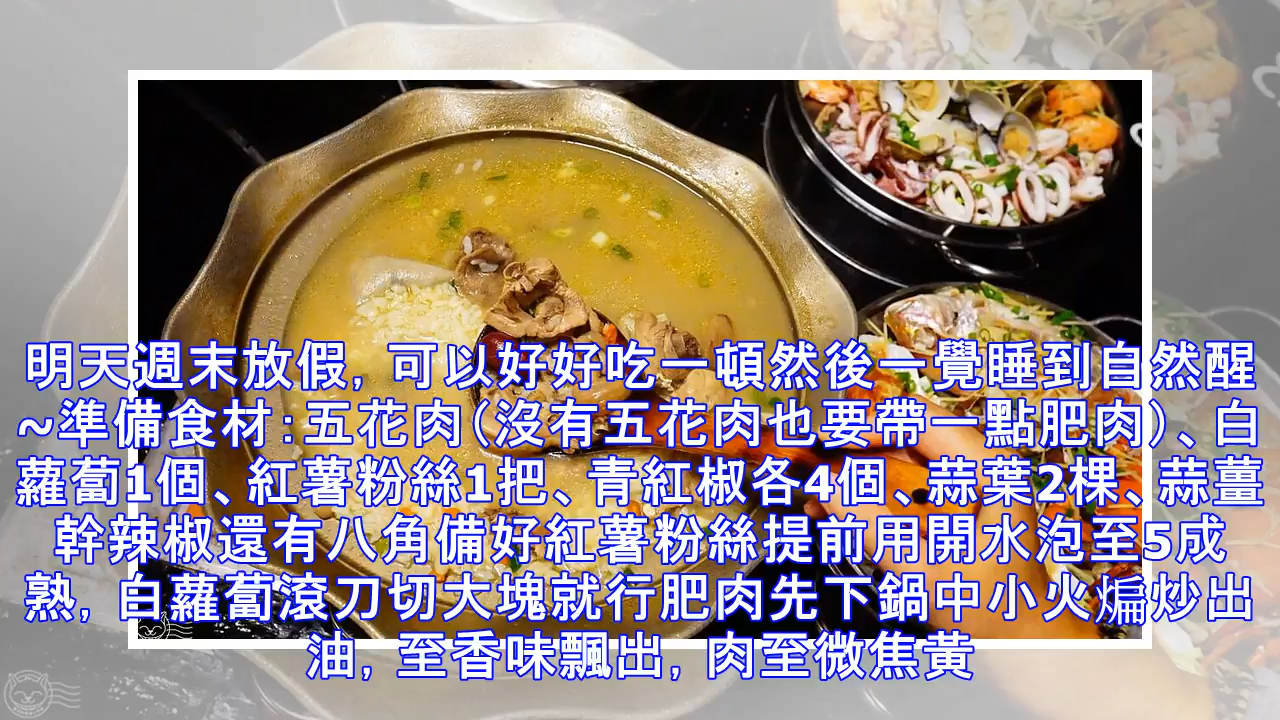 明天週末放假, 可以好好吃一頓然後一覺睡到自然醒
~準備食材:五花肉(沒有五花肉也要帶一點肥肉)、白
蘿蔔1個、紅薯粉絲1把、青紅椒各4個、蒜葉2棵、蒜薑
幹辣椒還有八角備好紅薯粉絲提前用開水泡至5成
熟, 白蘿蔔滾刀切大塊就行肥肉先下鍋中小火煸炒出
油, 至香味飄出, 肉至微焦黄